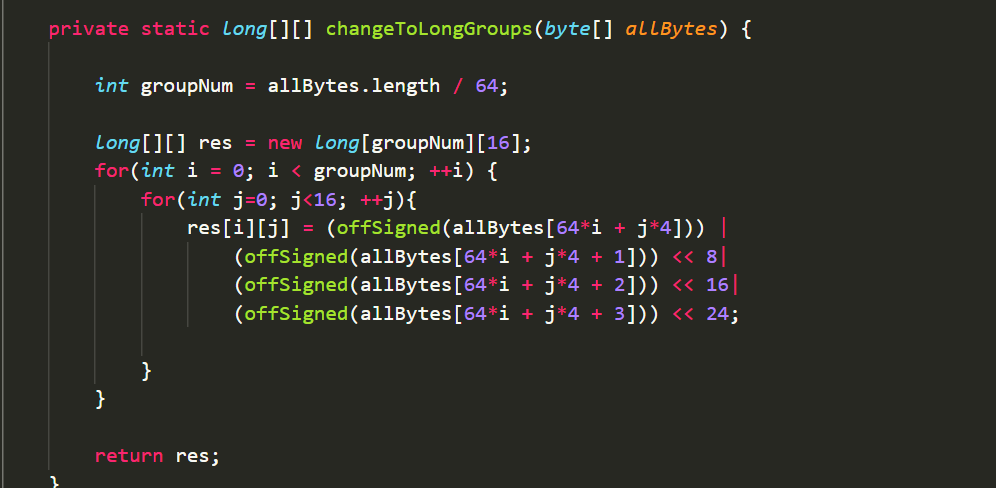 private static long[][] changeToLongGroups(byte[] allBytes) {
int groupNum = allBytes.length / 64;
long[][] res = new long[groupNum][16];
for(int i = 0; i < groupNum; ++i) {
for(int j=0; j<16; ++j){
res[i][j] = (offSigned(allBytes[64*i + j*4])) |
(offSigned(allBytes[64*i + j*4 + 1])) << 8|
(offSigned(allBytes[64*i + j*4 + 2])) << 16|
(offSigned(allBytes[64*i + j*4 + 3])) << 24;
}
}
return res;
}